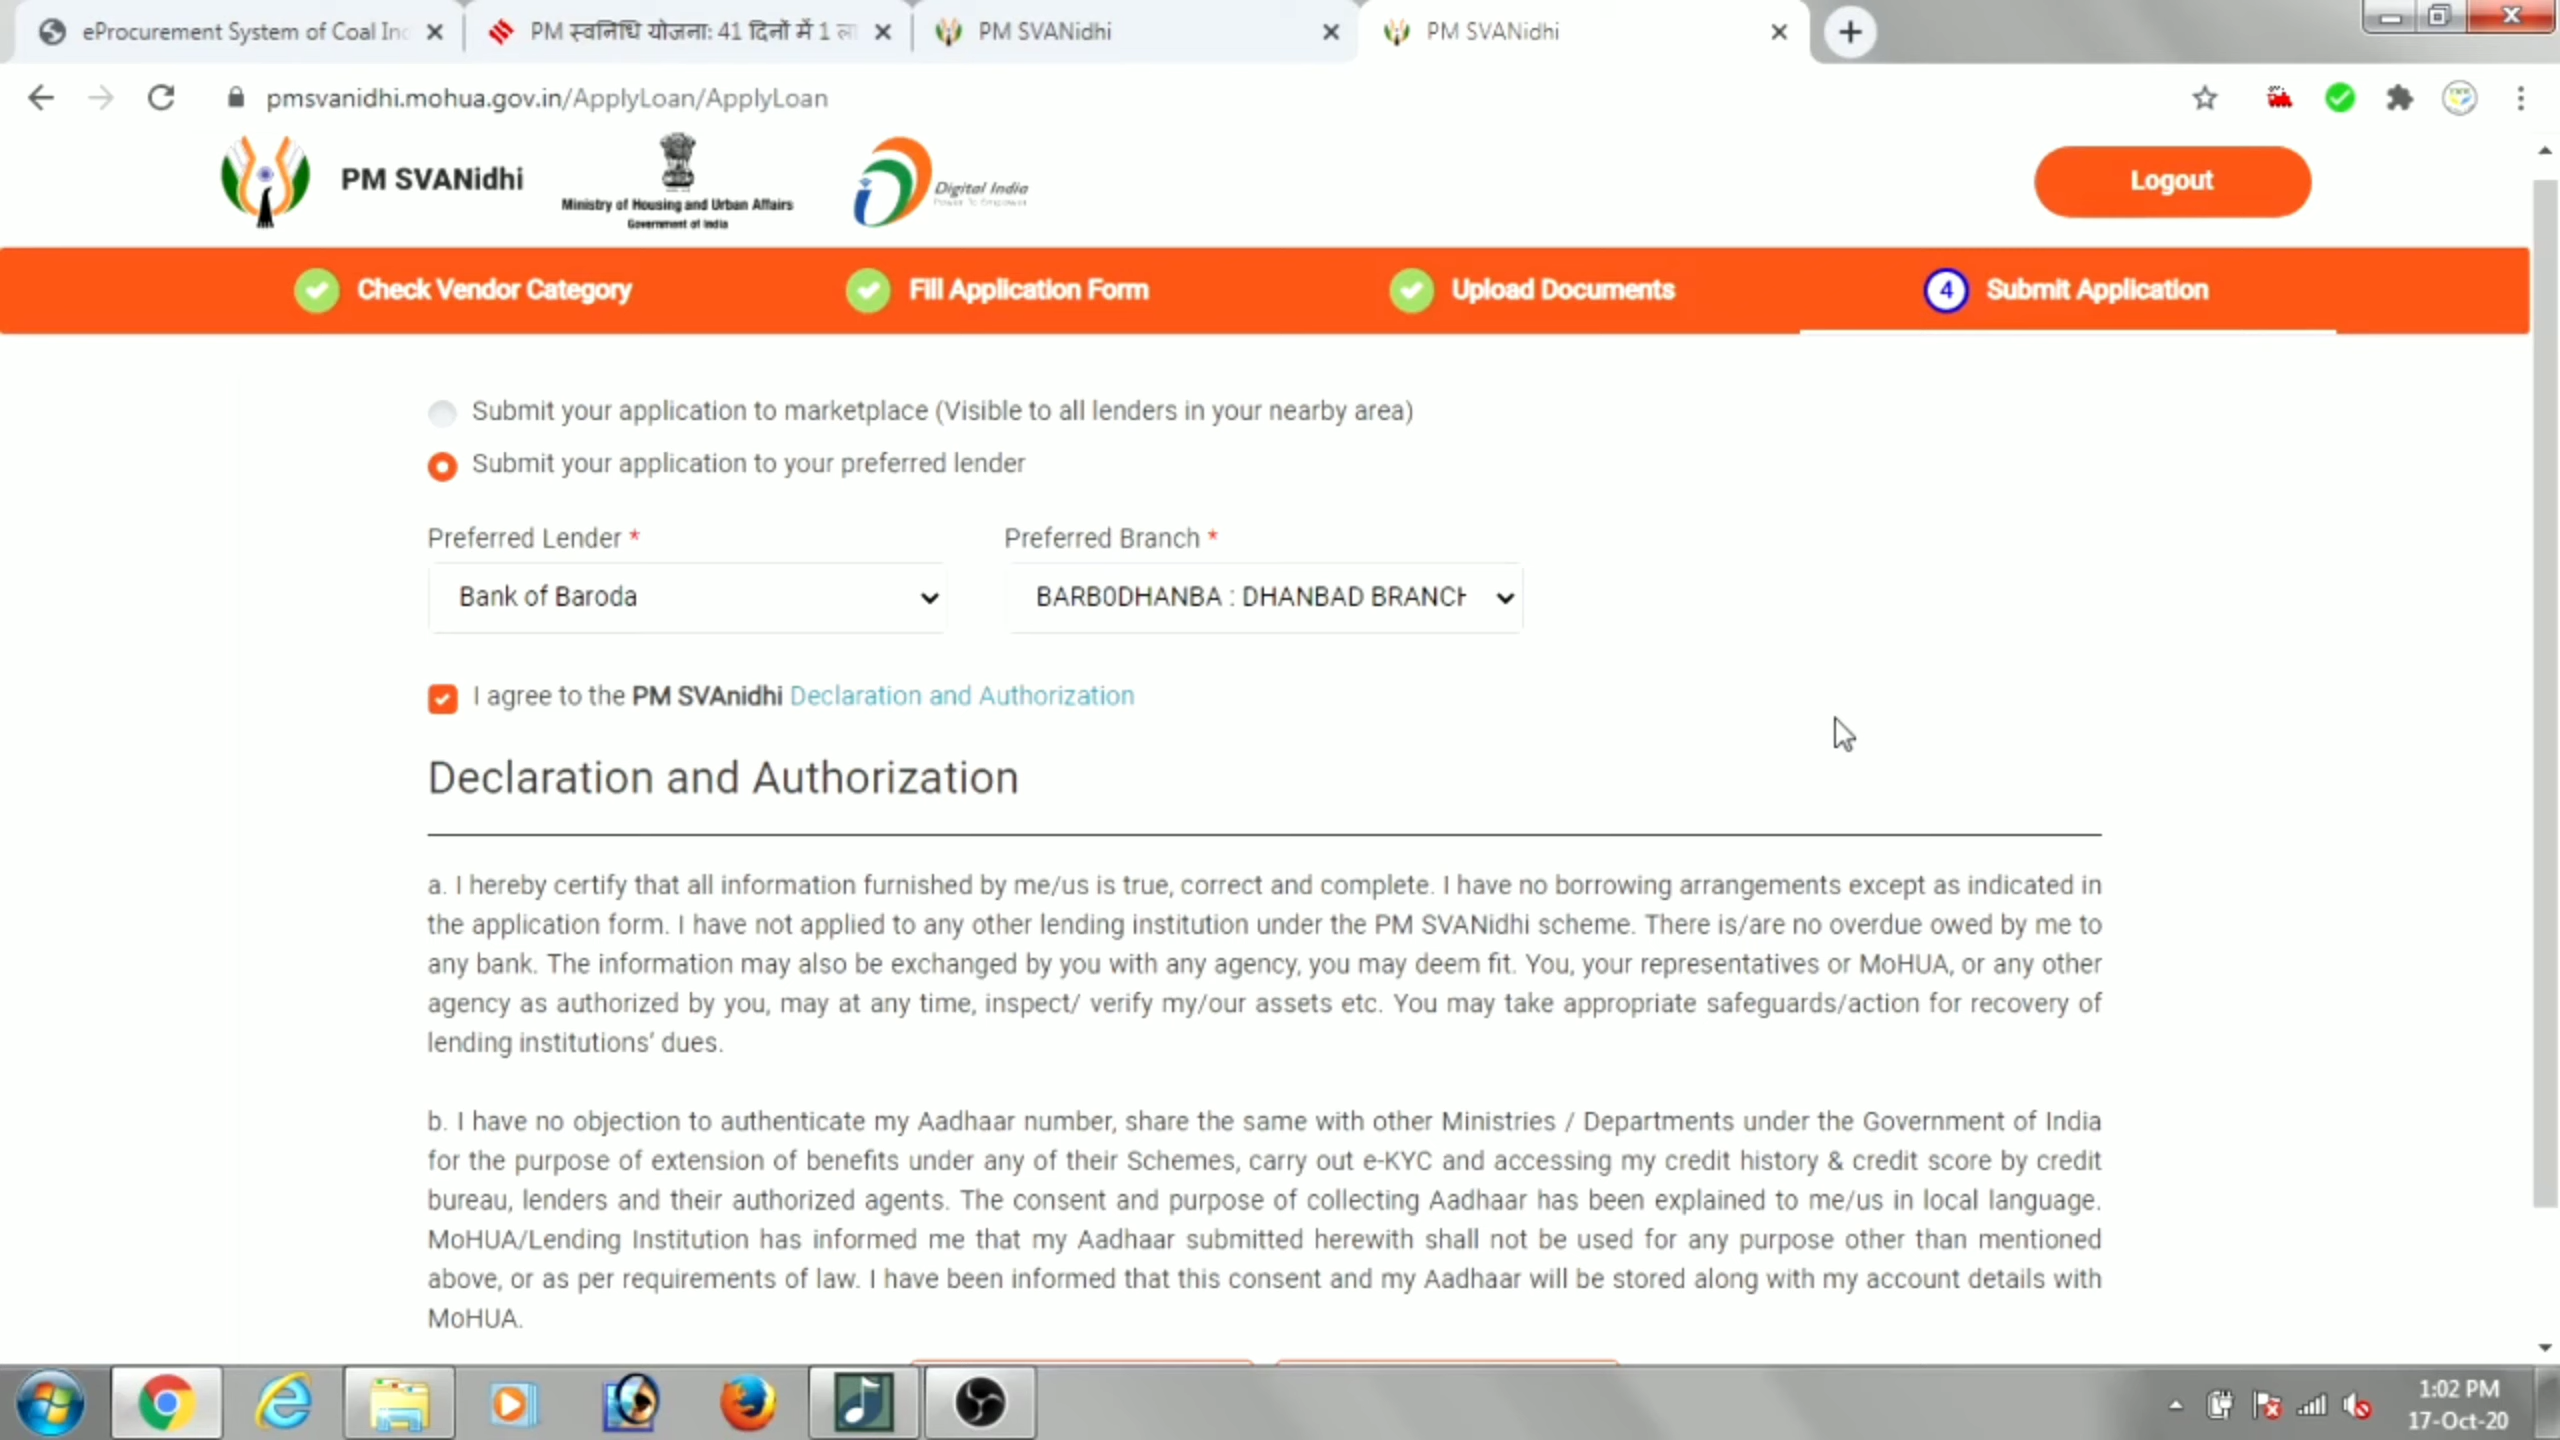 eProcurement System of Coal In
PM स्वनिधि योजना: 41 दिनों में 1 ल
PM SVANidhi
PM SVANidhi
pmsvanidhi.mohua.gov.in/ApplyLoan/ApplyLoan
PM SVANidhi
Ministry of Housing and Urban Affairs
Government of India
Digital India
Power To Empower
Logout
Check Vendor Category
Fill Application Form
Upload Documents
4 Submit Application
Submit your application to marketplace (Visible to all lenders in your nearby area)
Submit your application to your preferred lender
Preferred Lender *
Preferred Branch *
Bank of Baroda
BARB0DHANBA : DHANBAD BRANCH
I agree to the PM SVAnidhi Declaration and Authorization
Declaration and Authorization
a. I hereby certify that all information furnished by me/us is true, correct and complete. I have no borrowing arrangements except as indicated in
the application form. I have not applied to any other lending institution under the PM SVANidhi scheme. There is/are no overdue owed by me to
any bank. The information may also be exchanged by you with any agency, you may deem fit. You, your representatives or MoHUA, or any other
agency as authorized by you, may at any time, inspect/ verify my/our assets etc. You may take appropriate safeguards/action for recovery of
lending institutions’ dues.
b. I have no objection to authenticate my Aadhaar number, share the same with other Ministries / Departments under the Government of India
for the purpose of extension of benefits under any of their Schemes, carry out e-KYC and accessing my credit history & credit score by credit
bureau, lenders and their authorized agents. The consent and purpose of collecting Aadhaar has been explained to me/us in local language.
MoHUA/Lending Institution has informed me that my Aadhaar submitted herewith shall not be used for any purpose other than mentioned
above, or as per requirements of law. I have been informed that this consent and my Aadhaar will be stored along with my account details with
MoHUA.
1:02 PM
17-Oct-20